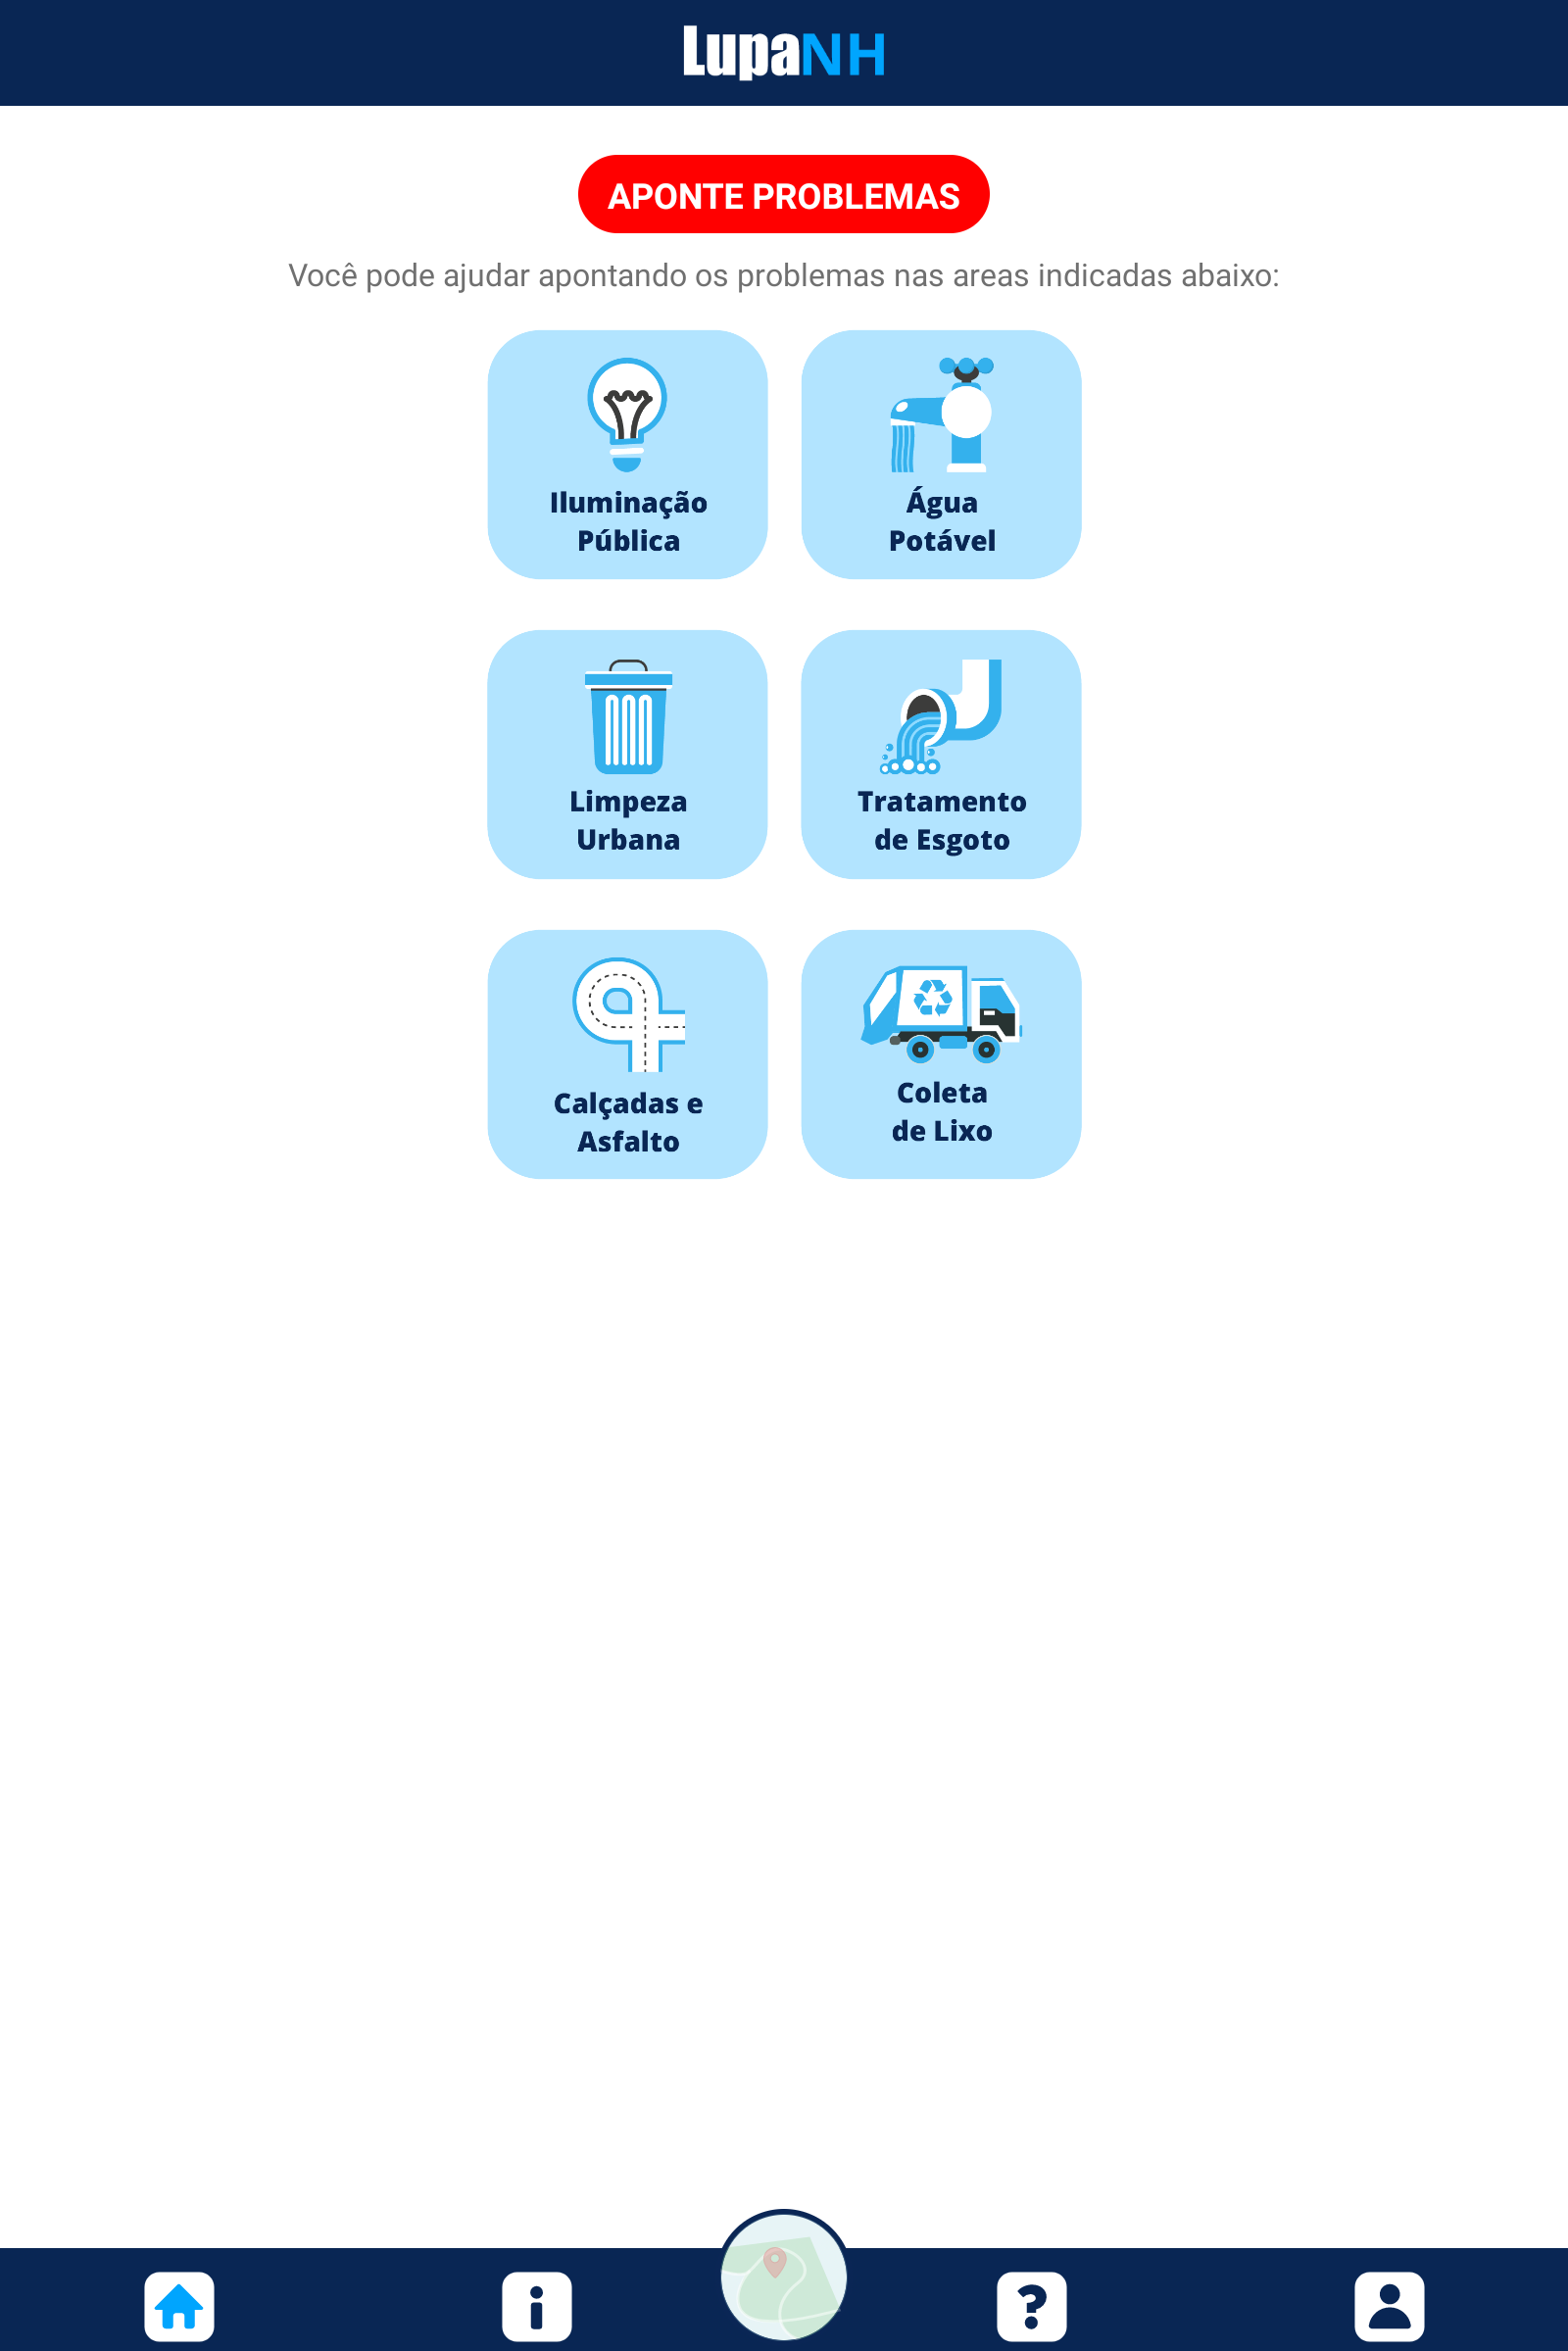 LupaNH
APONTE PROBLEMAS
Você pode ajudar apontando os problemas nas areas indicadas abaixo:
Iluminação
Pública
Água
Potável
Limpeza
Urbana
Tratamento
de Esgoto
Calçadas e
Asfalto
Coleta
de Lixo